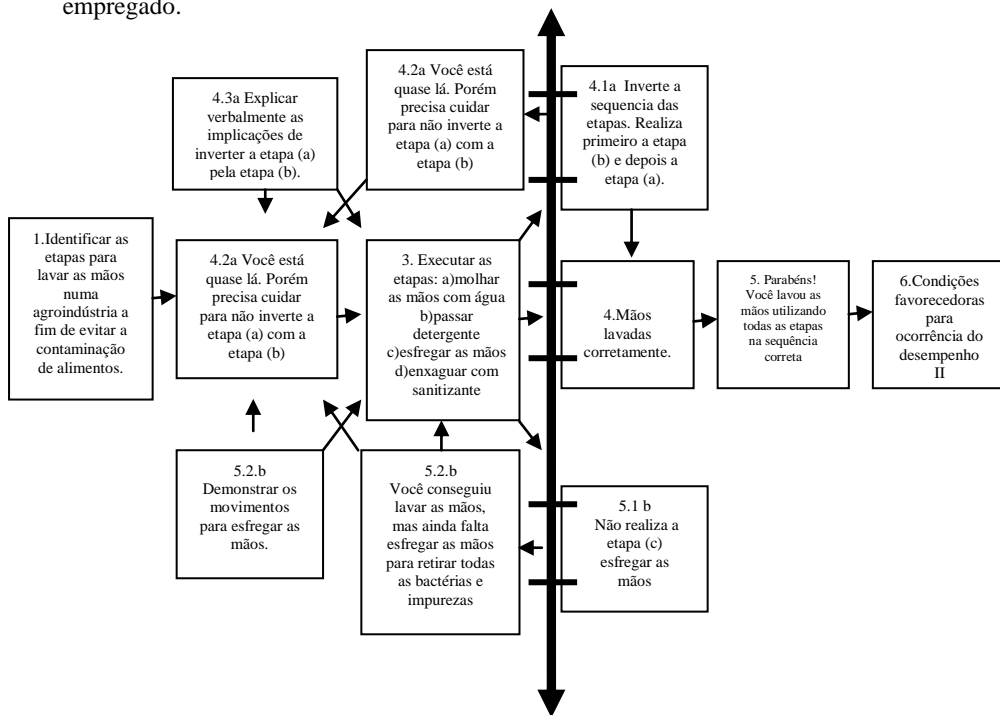 empregado.
4.3a Explicar
verbalmente as
implicações de
inverter a etapa (a)
pela etapa (b).
4.2a Você está
quase lá. Porém
precisa cuidar
para não inverte a
etapa (a) com a
etapa (b)
4.1a Inverte a
sequencia das
etapas. Realiza
primeiro a etapa
(b) e depois a
etapa (a).
1.Identificar as
etapas para
lavar as mãos
numa
agroindústria a
fim de evitar a
contaminação
de alimentos.
4.2a Você está
quase lá. Porém
precisa cuidar
para não inverte a
etapa (a) com a
etapa (b)
3. Executar as
etapas: a)molhar
as mãos com água
b)passar
detergente
c)esfregar as mãos
d)enxaguar com
sanitizante
4.Mãos
lavadas
corretamente.
5. Parabéns!
Você lavou as
mãos utilizando
todas as etapas
na sequência
correta
6.Condições
favorecedoras
para
ocorrência do
desempenho
II
5.2.b
Demonstrar os
movimentos
para esfregar as
mãos.
5.2.b
Você conseguiu
lavar as mãos,
mas ainda falta
esfregar as mãos
para retirar todas
as bactérias e
impurezas
5.1 b
Não realiza a
etapa (c)
esfregar as
mãos